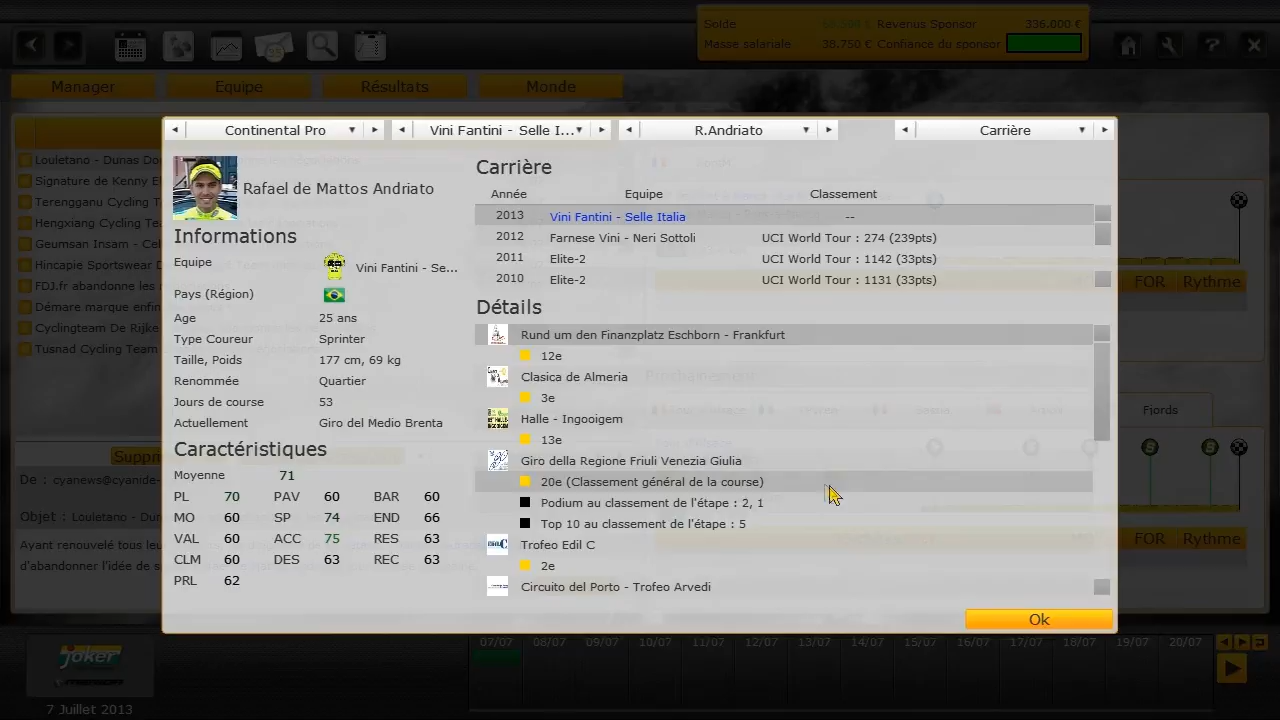 Solde Revenus Sponsor 336.000 €
Masse salariale 38.750 € Confiance du sponsor
Manager Equipe Résultats Monde
Continental Pro Vini Fantini - Selle I... R.Andriato Carrière
Rafael de Mattos Andriato
Informations
Equipe Vini Fantini - Se...
Pays (Région)
Age 25 ans
Type Coureur Sprinter
Taille, Poids 177 cm, 69 kg
Renommée Quartier
Jours de course 53
Actuellement Giro del Medio Brenta
Caractéristiques
Moyenne 71
PL 70 PAV 60 BAR 60
MO 60 SP 74 END 66
VAL 60 ACC 75 RES 63
CLM 60 DES 63 REC 63
PRL 62
Carrière
Année Equipe Classement
2013 Vini Fantini - Selle Italia --
2012 Farnese Vini - Neri Sottoli UCI World Tour : 274 (239pts)
2011 Elite-2 UCI World Tour : 1142 (33pts)
2010 Elite-2 UCI World Tour : 1131 (33pts)
Détails
Rund um den Finanzplatz Eschborn - Frankfurt
12e
Clasica de Almeria
3e
Halle - Ingooigem
13e
Giro della Regione Friuli Venezia Giulia
20e (Classement général de la course)
Podium au classement de l'étape : 2, 1
Top 10 au classement de l'étape : 5
Trofeo Edil C
2e
Circuito del Porto - Trofeo Arvedi
Ok
Louletano - Dunas Do
Signature de Kenny El
Terengganu Cycling Te
Hengxiang Cycling Te
Geumsan Insam - Cel
Hincapie Sportswear D
FDJ.fr abandonne les
Démarre marque enfin
Cyclingteam De Rijke
Tusnad Cycling Team
Supp
De : cyanews@cyanide-
Objet : Louletano - Dun
Ayant renouvelé tous leu
d'abandonner l'idée de s
FOR Rythme
Fjords
FOR Rythme
joker
7 Juillet 2013
07/07 08/07 09/07 10/07 11/07 12/07 13/07 14/07 15/07 16/07 17/07 18/07 19/07 20/07